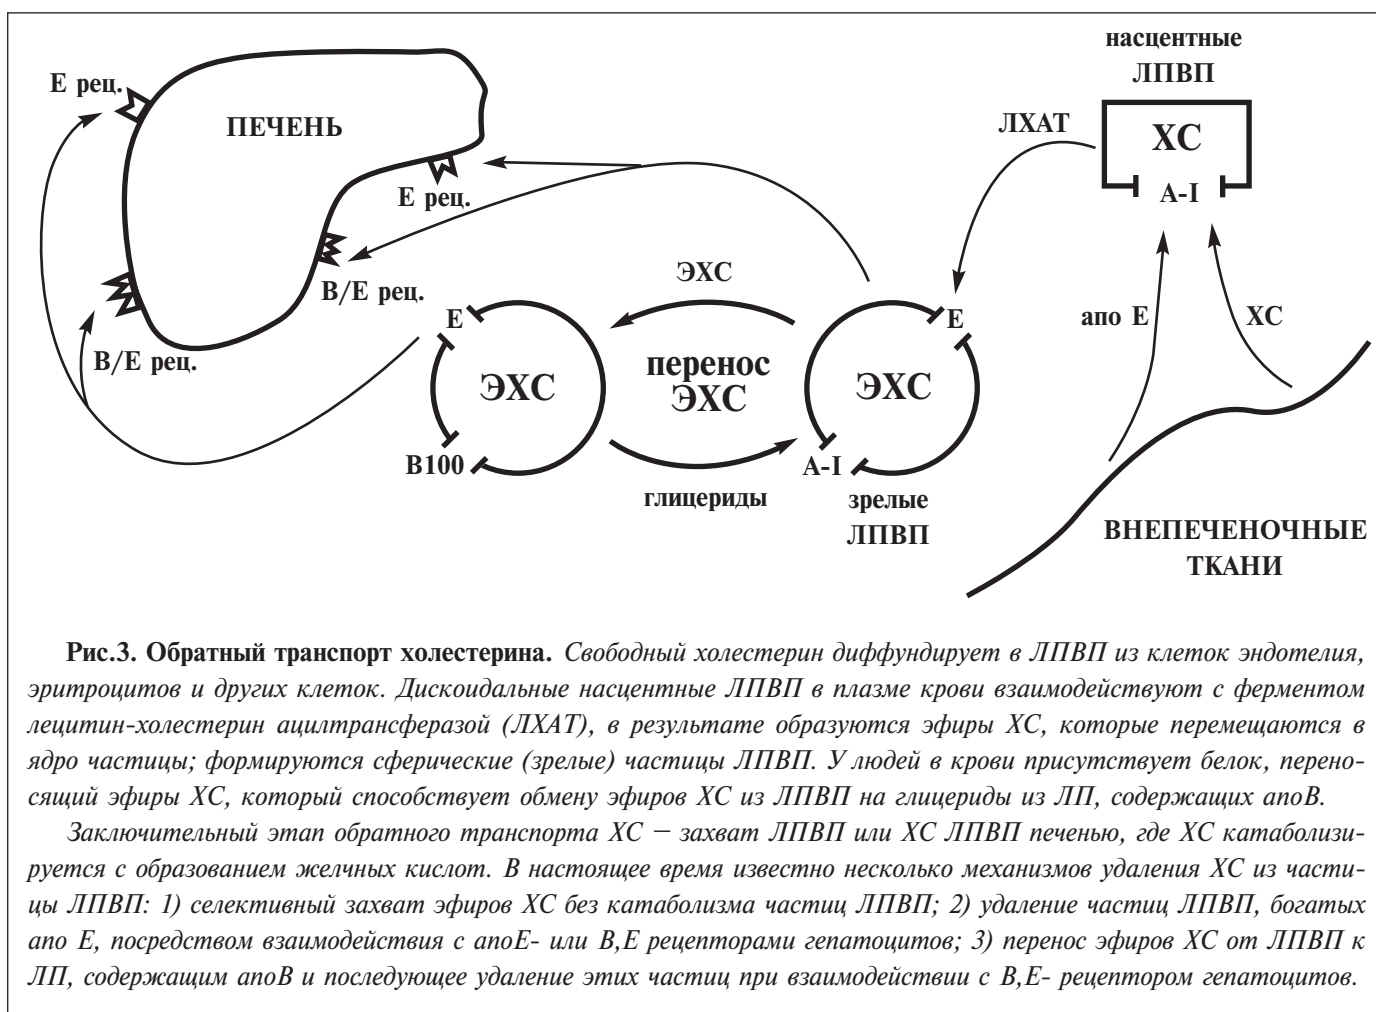 насцентные
ЛПВП
Е рец.
ПЕЧЕНЬ
ЛХАТ
ХС
А-I
Е рец.
В/Е рец.
ЭХС
апо Е
ХС
В/Е рец.
Е
ЭХС
В100
перенос
ЭХС
глицериды
Е
ЭХС
А-I
зрелые
ЛПВП
ВНЕПЕЧЕНОЧНЫЕ
ТКАНИ
Рис.3. Обратный транспорт холестерина. Свободный холестерин диффундирует в ЛПВП из клеток эндотелия,
эритроцитов и других клеток. Дискоидальные насцентные ЛПВП в плазме крови взаимодействуют с ферментом
лецитин-холестерин ацилтрансферазой (ЛХАТ), в результате образуются эфиры ХС, которые перемещаются в
ядро частицы; формируются сферические (зрелые) частицы ЛПВП. У людей в крови присутствует белок, перено-
сящий эфиры ХС, который способствует обмену эфиров ХС из ЛПВП на глицериды из ЛП, содержащих апоВ.
Заключительный этап обратного транспорта ХС – захват ЛПВП или ХС ЛПВП печенью, где ХС катаболизи-
руется с образованием желчных кислот. В настоящее время известно несколько механизмов удаления ХС из части-
цы ЛПВП: 1) селективный захват эфиров ХС без катаболизма частиц ЛПВП; 2) удаление частиц ЛПВП, богатых
апо Е, посредством взаимодействия с апоЕ- или В,Е рецепторами гепатоцитов; 3) перенос эфиров ХС от ЛПВП к
ЛП, содержащим апоВ и последующее удаление этих частиц при взаимодействии с В,Е- рецептором гепатоцитов.